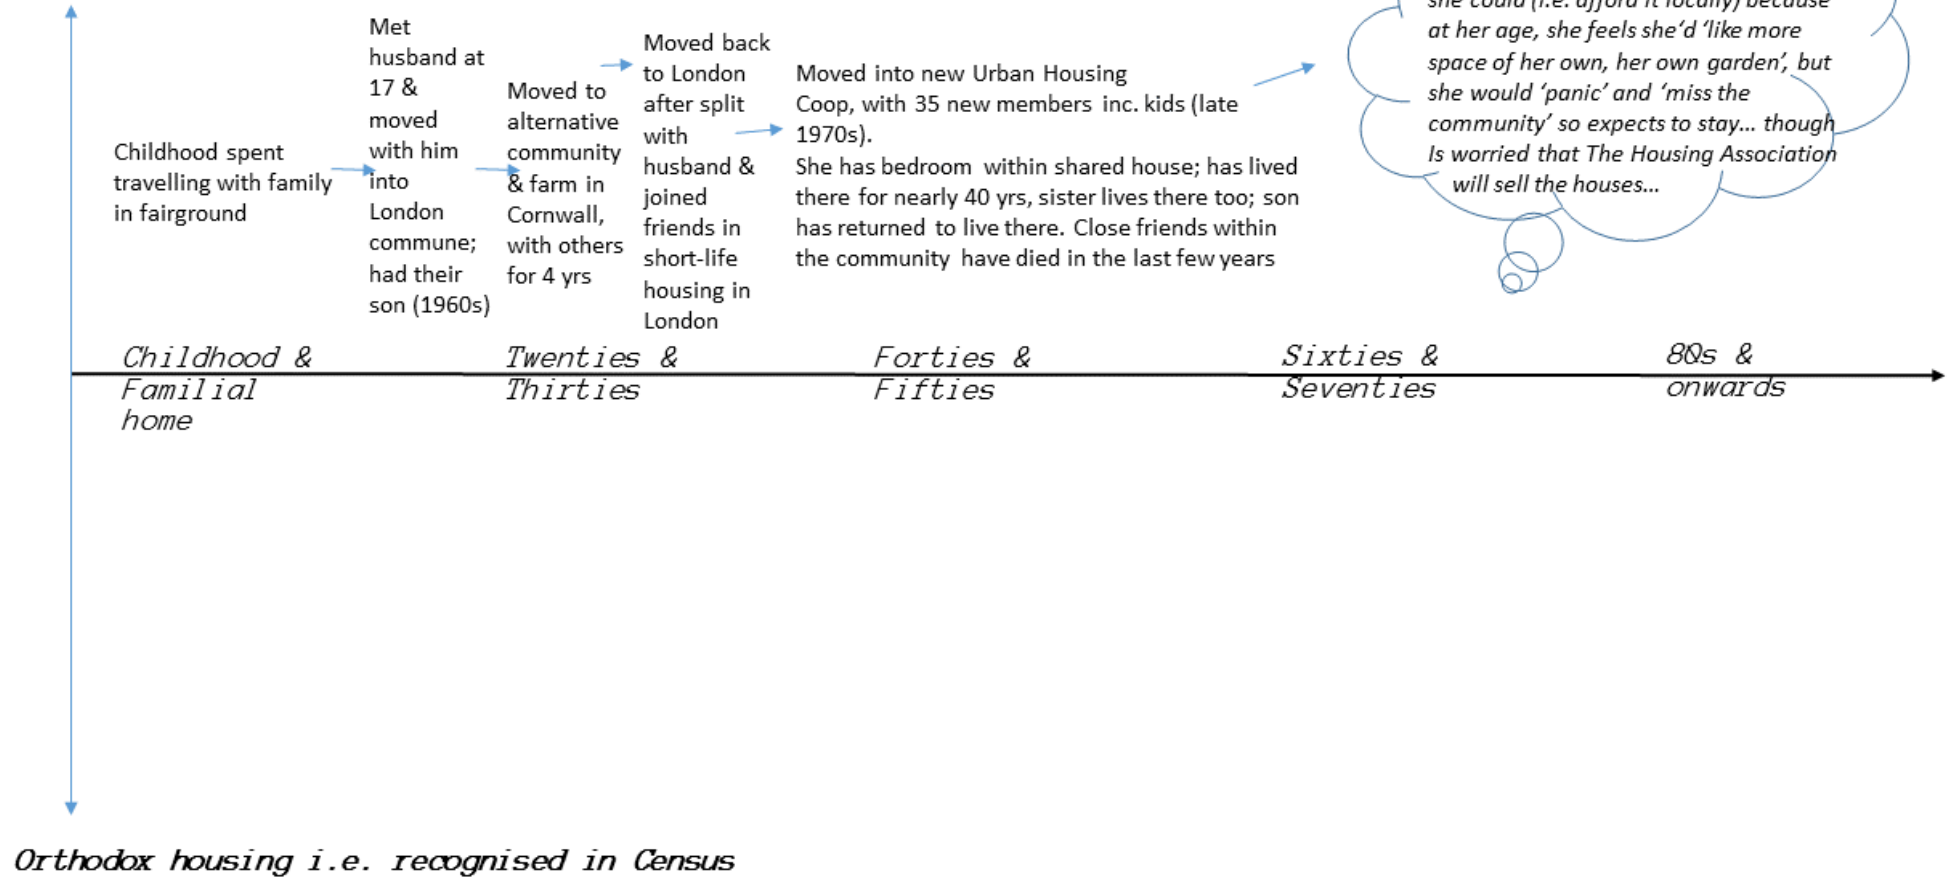 Childhood spent
travelling with family
in fairground
Met
husband at
17 &
moved
with him
into
London
commune;
had their
son (1960s)
Moved to
alternative
community
& farm in
Cornwall,
with others
for 4 yrs
Moved back
to London
after split
with
husband &
joined
friends in
short-life
housing in
London
Moved into new Urban Housing
Coop, with 35 new members inc. kids (late
1970s).
She has bedroom within shared house; has lived
there for nearly 40 yrs, sister lives there too; son
has returned to live there. Close friends within
the community have died in the last few years
she could (i.e. afford it locally) because
at her age, she feels she‘d ‘like more
space of her own, her own garden’, but
she would ‘panic’ and ‘miss the
community’ so expects to stay… though
Is worried that The Housing Association
will sell the houses…
Childhood &
Familial
home
Twenties &
Thirties
Forties &
Fifties
Sixties &
Seventies
80s &
onwards
Orthodox housing i.e. recognised in Census